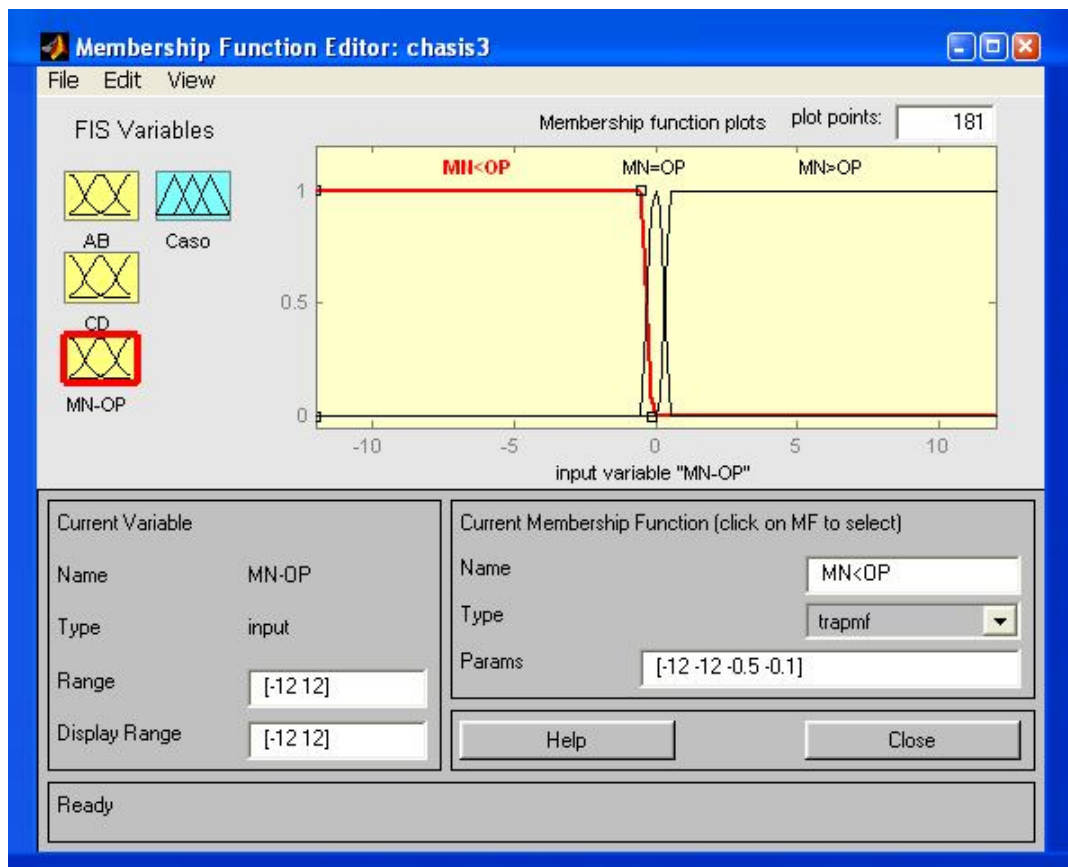 Membership Function Editor: chasis3
File Edit View
FIS Variables
Membership function plots plot points: 181
AB Caso
CD
MN-OP
MN<OP MN=OP MN>OP
1
0.5
0
-10 -5 0 5 10
input variable "MN-OP"
Current Variable
Name MN-OP
Type input
Range [-12 12]
Display Range [-12 12]
Current Membership Function (click on MF to select)
Name MN<OP
Type trapmf
Params [-12 -12 -0.5 -0.1]
Help Close
Ready